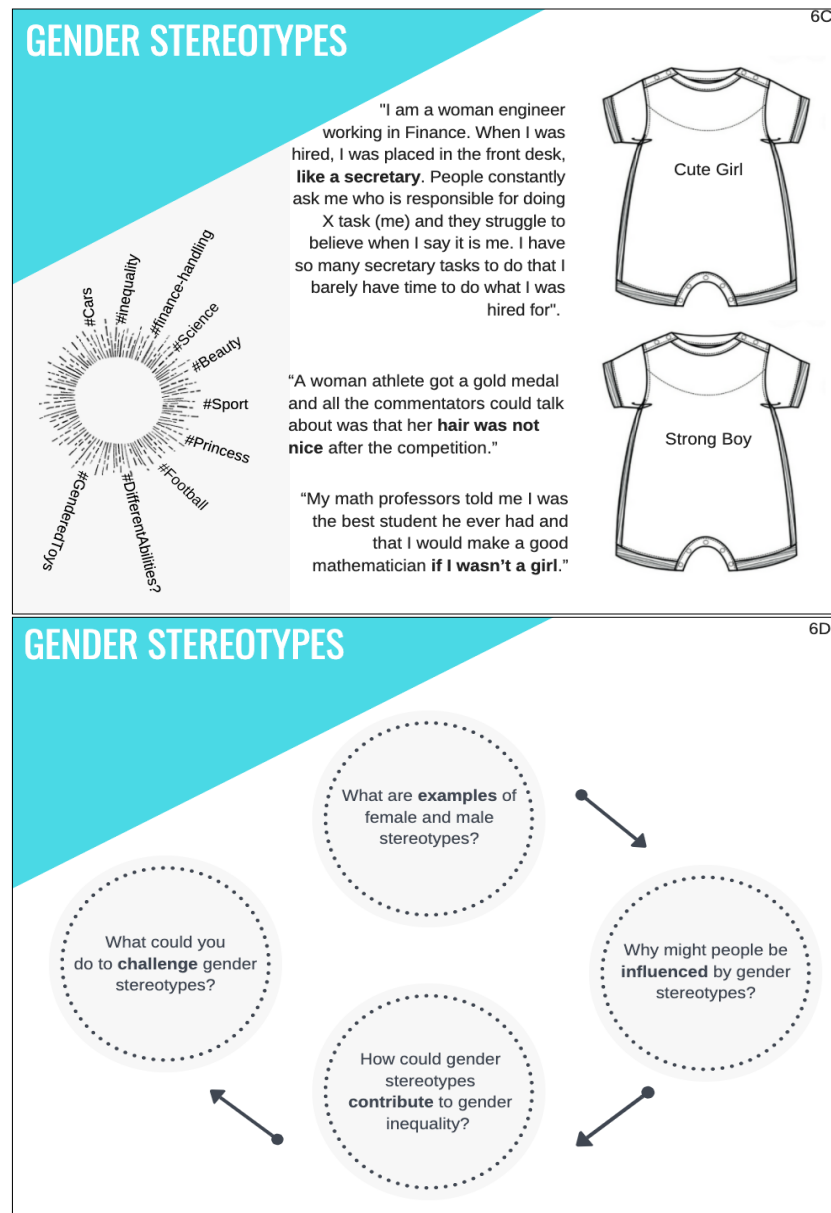 6C
GENDER STEREOTYPES
"I am a woman engineer
working in Finance. When I was
hired, I was placed in the front desk,
like a secretary. People constantly
ask me who is responsible for doing
X task (me) and they struggle to
believe when I say it is me. I have
so many secretary tasks to do that I
barely have time to do what I was
hired for".
“A woman athlete got a gold medal
and all the commentators could talk
about was that her hair was not
nice after the competition.”
“My math professors told me I was
the best student he ever had and
that I would make a good
mathematician if I wasn’t a girl.”
#Cars
#inequality
#finance-handling
#Science
#Beauty
#Sport
#Princess
#Football
#DifferentAbilities?
#GenderedToys
Cute Girl
Strong Boy
6D
GENDER STEREOTYPES
What are examples of
female and male
stereotypes?
Why might people be
influenced by gender
stereotypes?
How could gender
stereotypes
contribute to gender
inequality?
What could you
do to challenge gender
stereotypes?